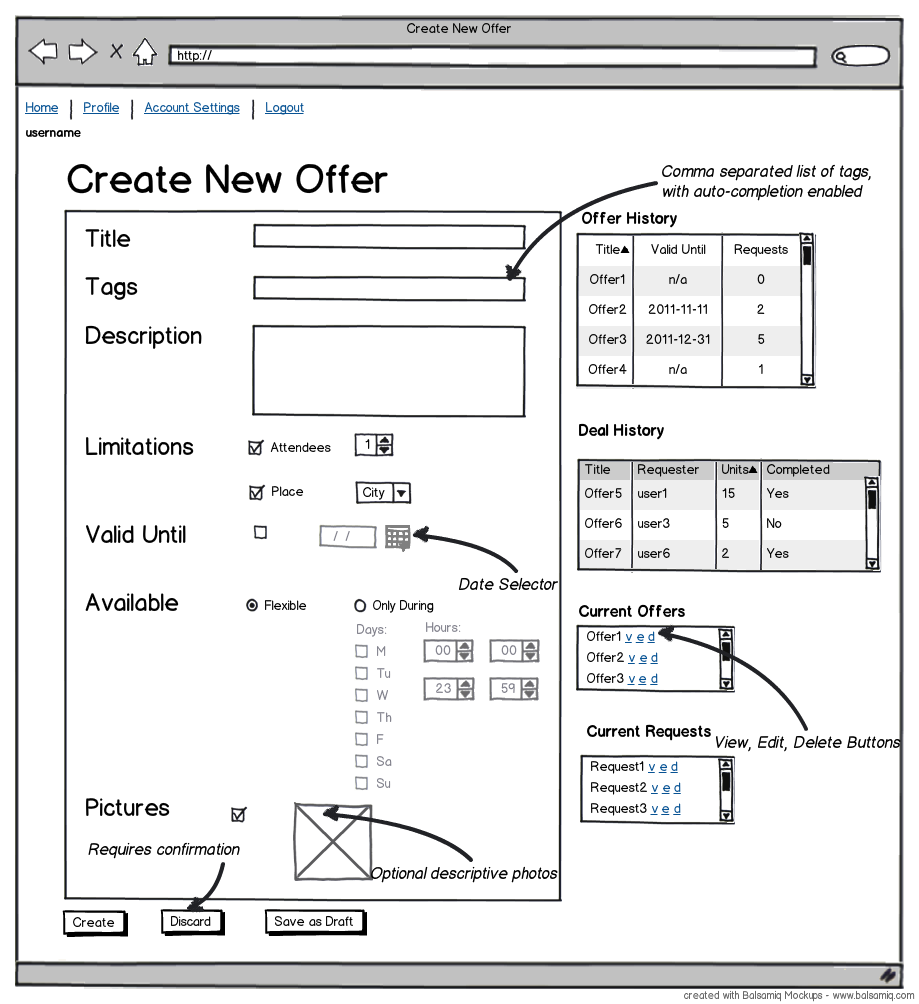 Create New Offer
http://
Home | Profile | Account Settings | Logout
username
Create New Offer
Comma separated list of tags,
with auto-completion enabled
Title
Tags
Description
Limitations
Attendees 1
Place City
Valid Until / /
Date Selector
Available Flexible Only During
Days: Hours:
M 00 00
Tu
W 23 59
Th
F
Sa
Su
Pictures
Requires confirmation
Optional descriptive photos
Create Discard Save as Draft
Offer History
Title Valid Until Requests
Offer1 n/a 0
Offer2 2011-11-11 2
Offer3 2011-12-31 5
Offer4 n/a 1
Deal History
Title Requester Units Completed
Offer5 user1 15 Yes
Offer6 user3 5 No
Offer7 user6 2 Yes
Current Offers
Offer1 v e d
Offer2 v e d
Offer3 v e d
View, Edit, Delete Buttons
Current Requests
Request1 v e d
Request2 v e d
Request3 v e d
created with Balsamiq Mockups - www.balsamiq.com